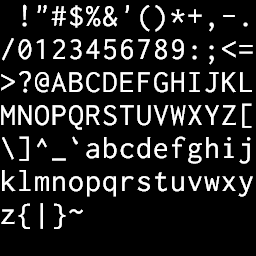 !"#$%&'()*+,-.
/0123456789:;<=
>?@ABCDEFGHIJKL
MNOPQRSTUVWXYZ[
\]^_`abcdefghij
klmnopqrstuvwxy
z{|}~